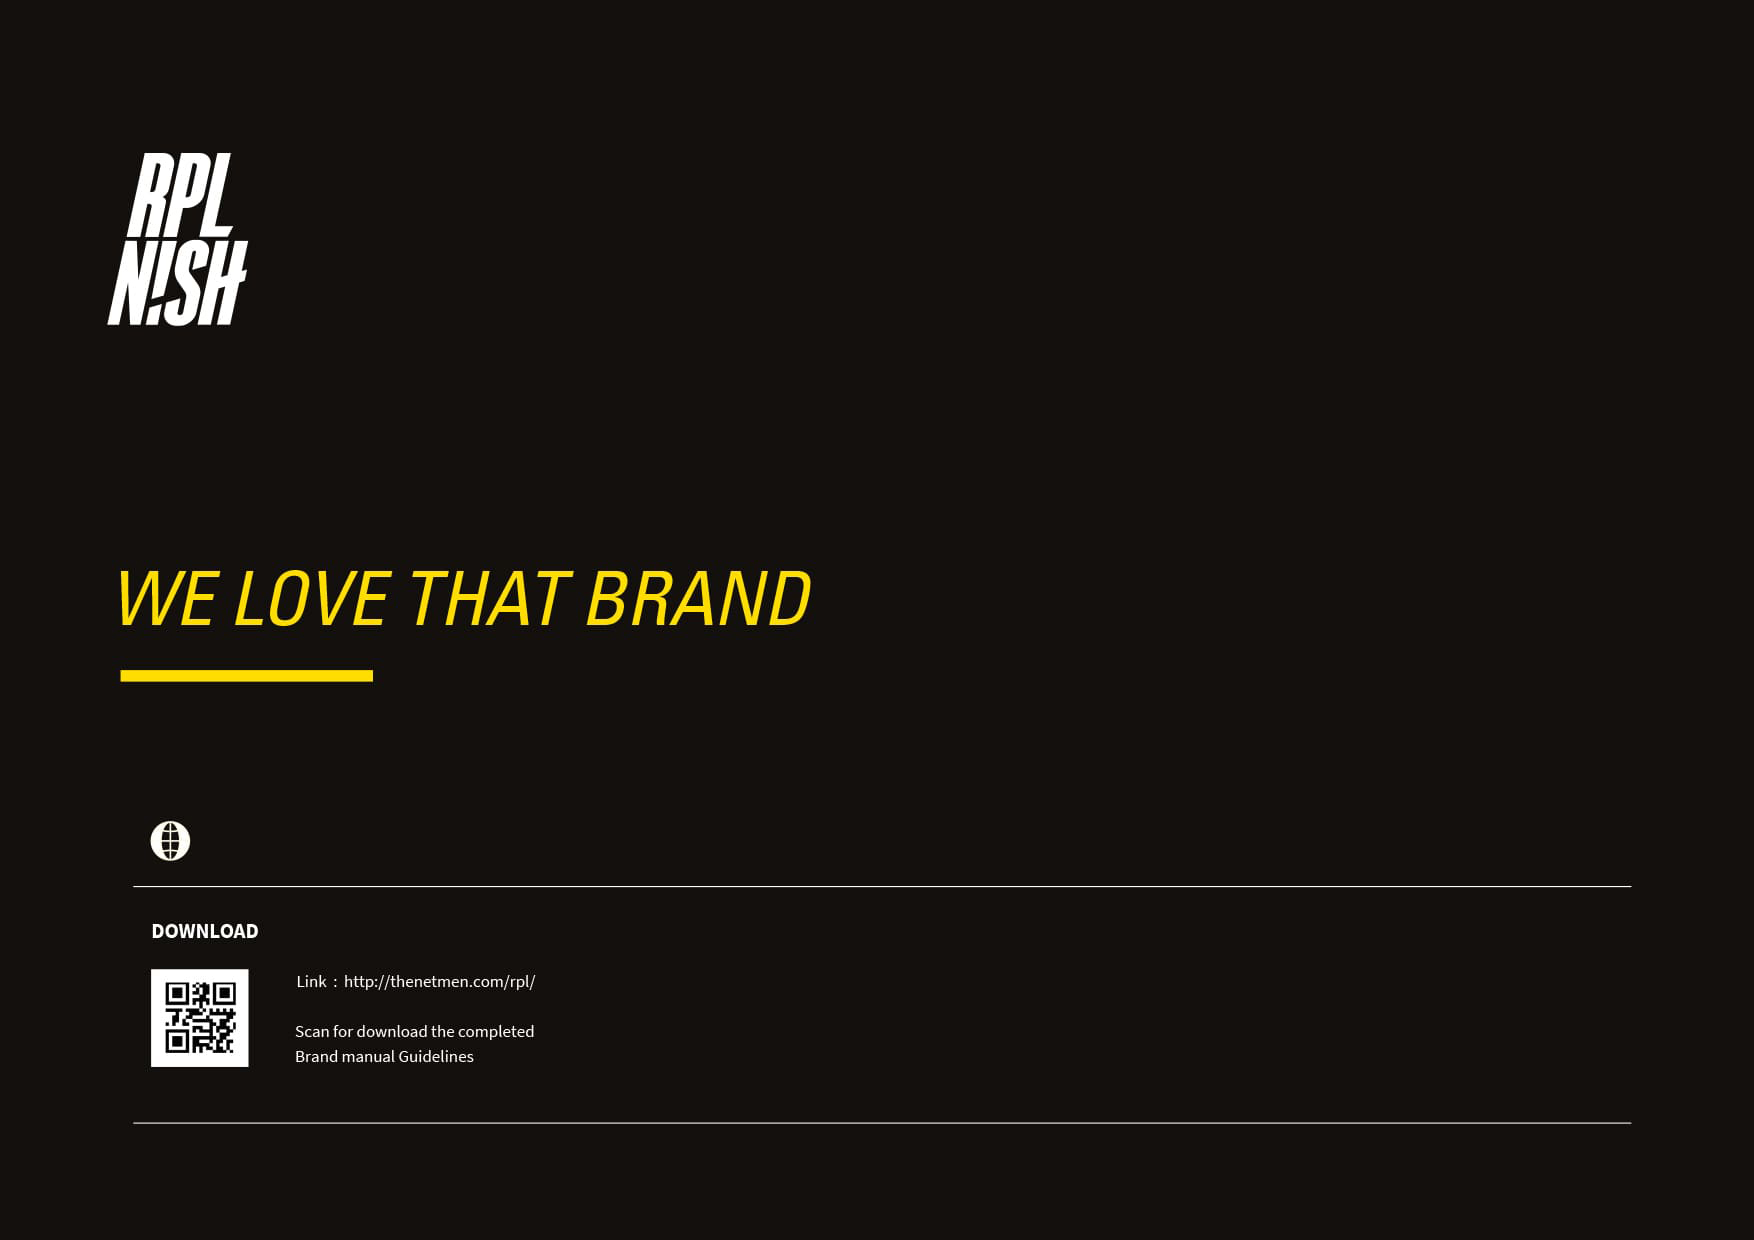 RPL
N!SH
WE LOVE THAT BRAND
DOWNLOAD
Link : http://thenetmen.com/rpl/
Scan for download the completed
Brand manual Guidelines